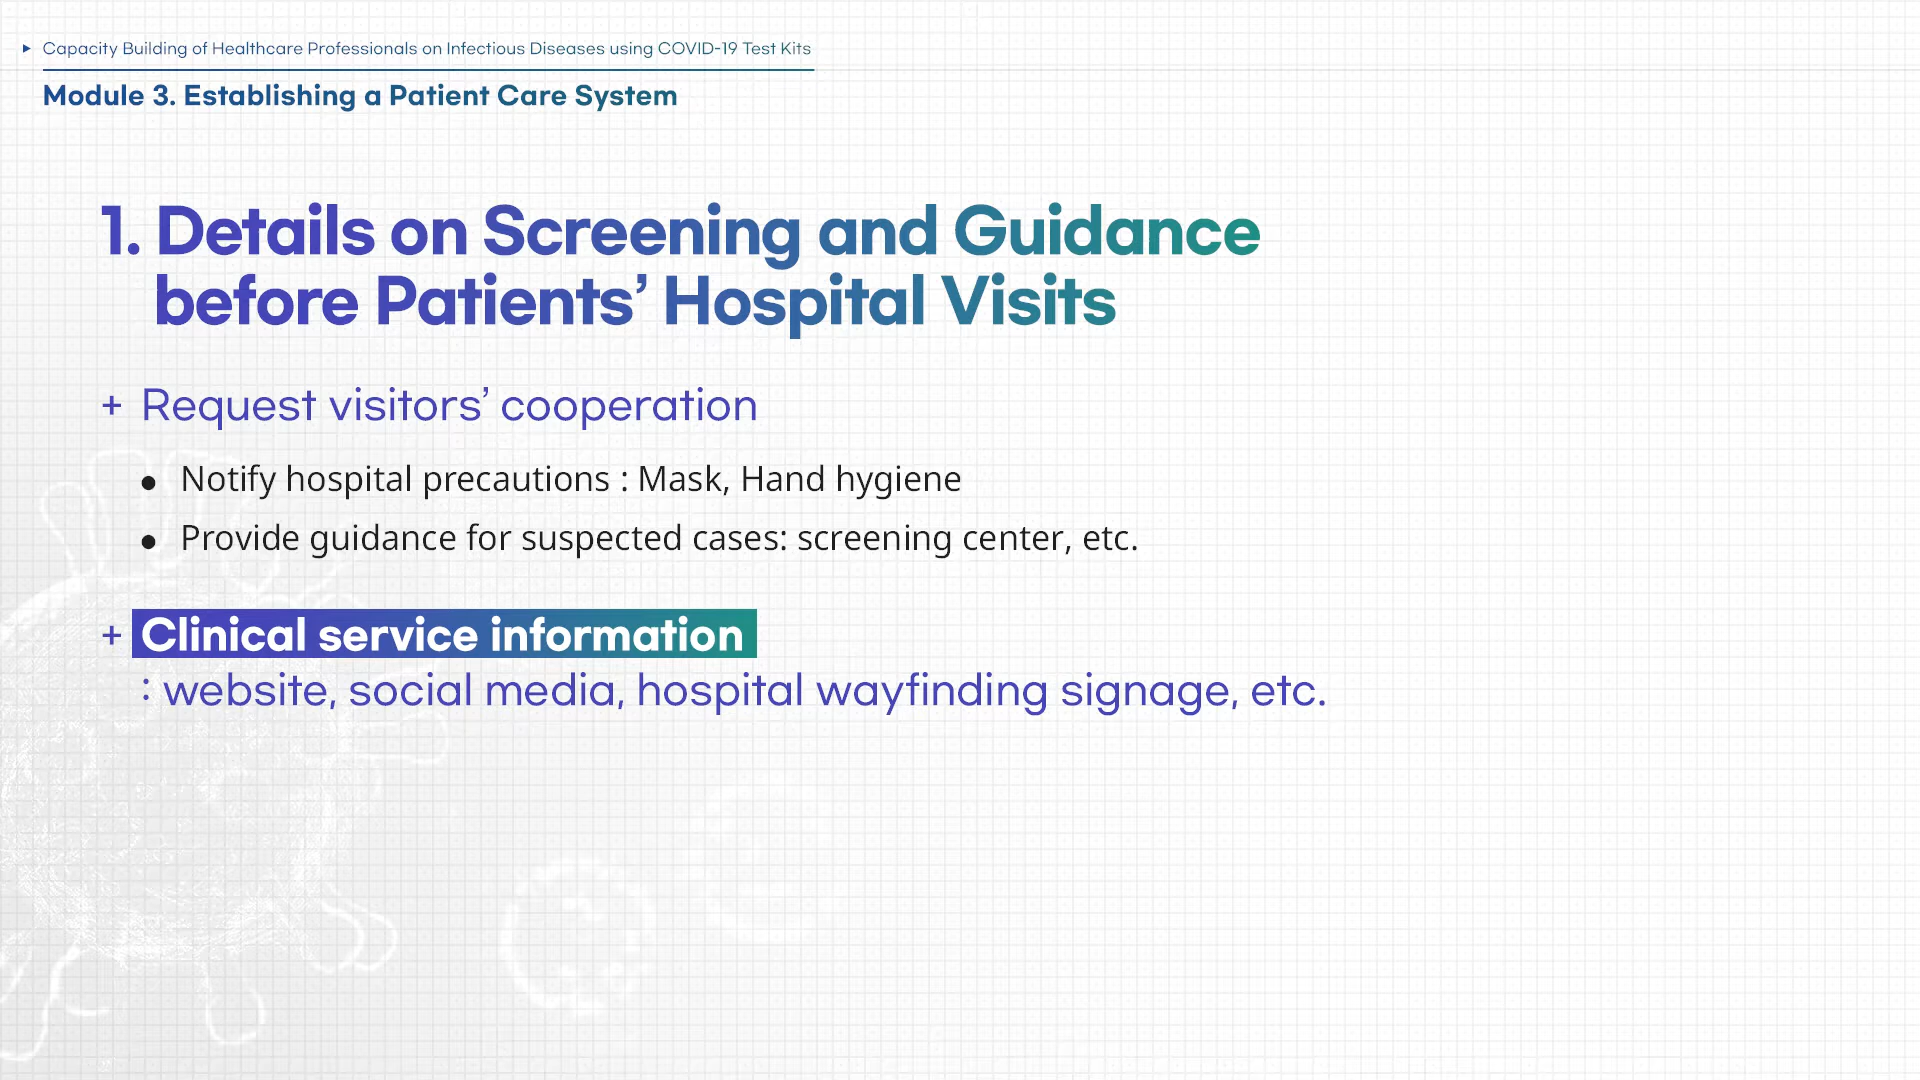 ▶ Capacity Building of Healthcare Professionals on Infectious Diseases using COVID-19 Test Kits
Module 3. Establishing a Patient Care System
1. Details on Screening and Guidance
before Patients’ Hospital Visits
+ Request visitors’ cooperation
● Notify hospital precautions : Mask, Hand hygiene
● Provide guidance for suspected cases: screening center, etc.
+ Clinical service information
: website, social media, hospital wayfinding signage, etc.